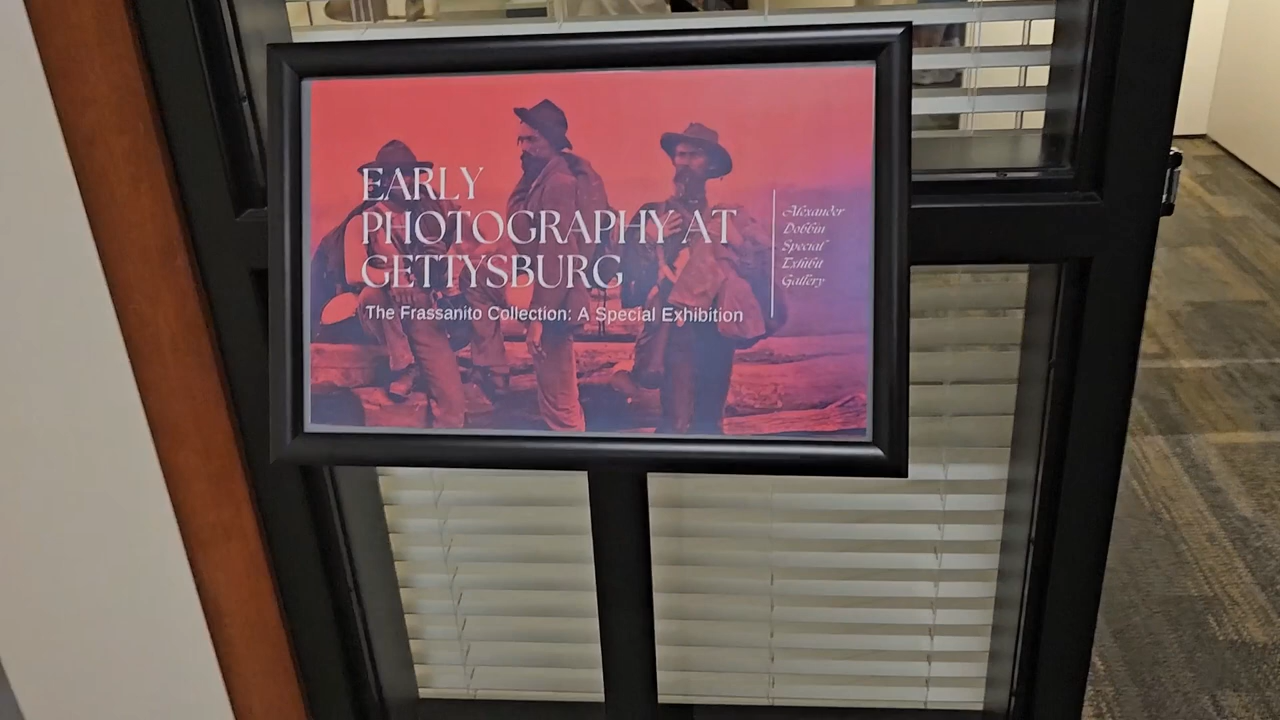 EARLY
PHOTOGRAPHY AT
GETTYSBURG
The Frassanito Collection: A Special Exhibition
Alexander
Dobbin
Special
Exhibit
Gallery